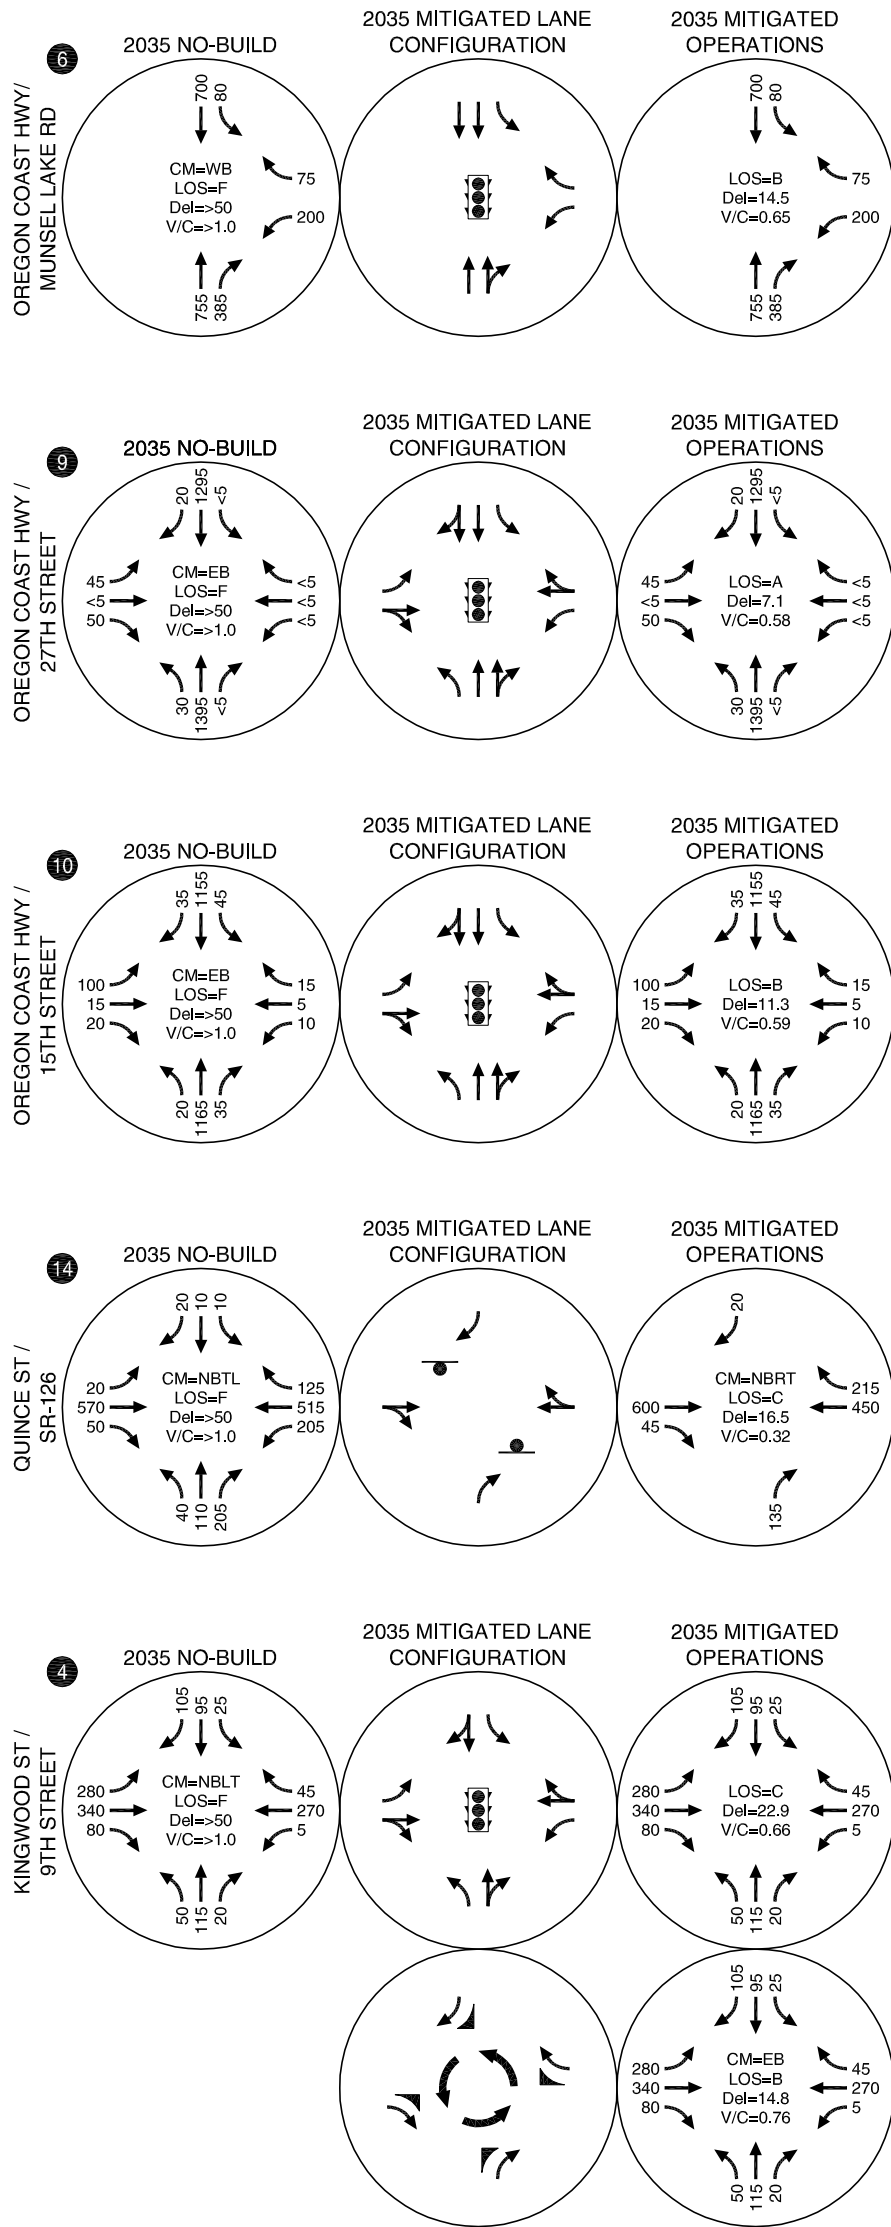 OREGON COAST HWY/
MUNSEL LAKE RD
6
2035 NO-BUILD
700
80
CM=WB
LOS=F
Del=>50
V/C=>1.0
75
200
755
385
2035 MITIGATED LANE
CONFIGURATION
2035 MITIGATED
OPERATIONS
700
80
LOS=B
Del=14.5
V/C=0.65
75
200
755
385
OREGON COAST HWY /
27TH STREET
9
2035 NO-BUILD
20
1295
<5
45
<5
50
CM=EB
LOS=F
Del=>50
V/C=>1.0
<5
<5
<5
30
1395
<5
2035 MITIGATED LANE
CONFIGURATION
2035 MITIGATED
OPERATIONS
20
1295
<5
45
<5
50
LOS=A
Del=7.1
V/C=0.58
<5
<5
<5
30
1395
<5
OREGON COAST HWY /
15TH STREET
10
2035 NO-BUILD
35
1155
45
100
15
20
CM=EB
LOS=F
Del=>50
V/C=>1.0
15
5
10
20
1165
35
2035 MITIGATED LANE
CONFIGURATION
2035 MITIGATED
OPERATIONS
35
1155
45
100
15
20
LOS=B
Del=11.3
V/C=0.59
15
5
10
20
1165
35
QUINCE ST /
SR-126
14
2035 NO-BUILD
20
10
10
20
570
50
CM=NBTL
LOS=F
Del=>50
V/C=>1.0
125
515
205
40
110
205
2035 MITIGATED LANE
CONFIGURATION
2035 MITIGATED
OPERATIONS
20
600
45
CM=NBRT
LOS=C
Del=16.5
V/C=0.32
215
450
135
KINGWOOD ST /
9TH STREET
4
2035 NO-BUILD
105
95
25
280
340
80
CM=NBLT
LOS=F
Del=>50
V/C=>1.0
45
270
5
50
115
20
2035 MITIGATED LANE
CONFIGURATION
2035 MITIGATED
OPERATIONS
105
95
25
280
340
80
LOS=C
Del=22.9
V/C=0.66
45
270
5
50
115
20
105
95
25
280
340
80
CM=EB
LOS=B
Del=14.8
V/C=0.76
45
270
5
50
115
20